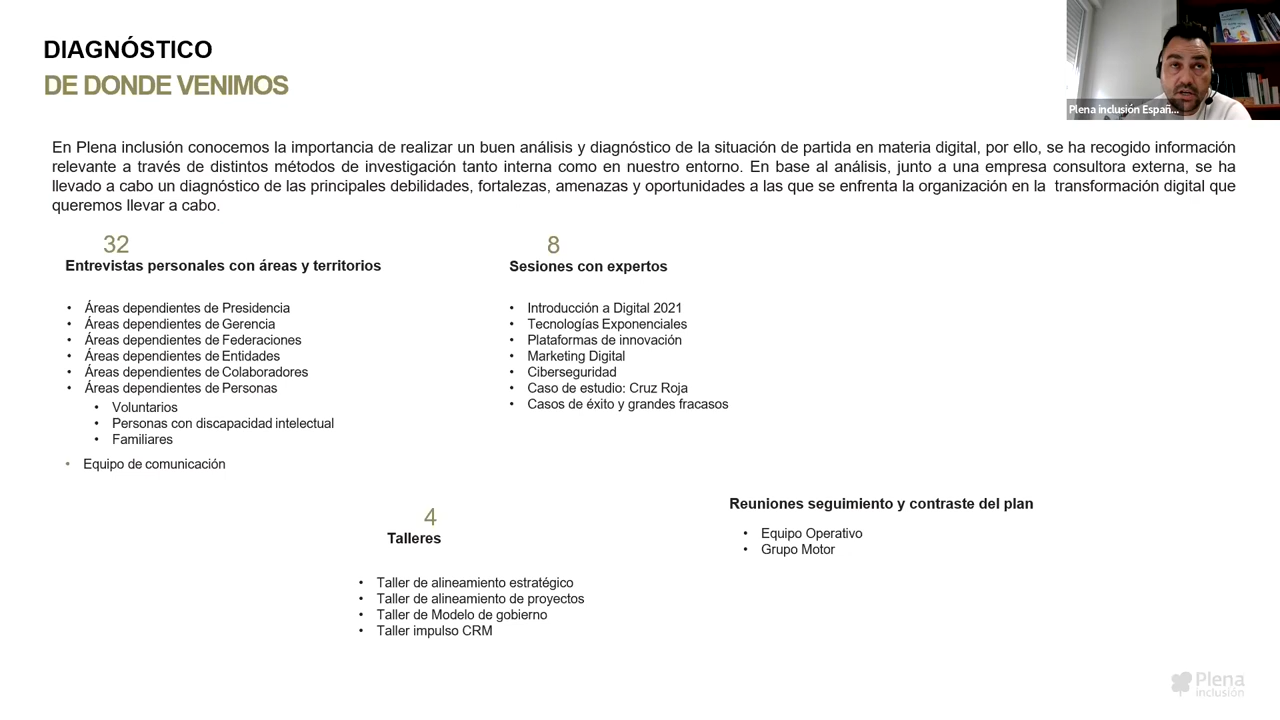 DIAGNÓSTICO
DE DONDE VENIMOS
Plena inclusión Españ...
En Plena inclusión conocemos la importancia de realizar un buen análisis y diagnóstico de la situación de partida en materia digital, por ello, se ha recogido información
relevante a través de distintos métodos de investigación tanto interna como en nuestro entorno. En base al análisis, junto a una empresa consultora externa, se ha
llevado a cabo un diagnóstico de las principales debilidades, fortalezas, amenazas y oportunidades a las que se enfrenta la organización en la transformación digital que
queremos llevar a cabo.
32
Entrevistas personales con áreas y territorios
• Áreas dependientes de Presidencia
• Áreas dependientes de Gerencia
• Áreas dependientes de Federaciones
• Áreas dependientes de Entidades
• Áreas dependientes de Colaboradores
• Áreas dependientes de Personas
• Voluntarios
• Personas con discapacidad intelectual
• Familiares
• Equipo de comunicación
8
Sesiones con expertos
• Introducción a Digital 2021
• Tecnologías Exponenciales
• Plataformas de innovación
• Marketing Digital
• Ciberseguridad
• Caso de estudio: Cruz Roja
• Casos de éxito y grandes fracasos
4
Talleres
• Taller de alineamiento estratégico
• Taller de alineamiento de proyectos
• Taller de Modelo de gobierno
• Taller impulso CRM
Reuniones seguimiento y contraste del plan
• Equipo Operativo
• Grupo Motor
Plena
inclusión